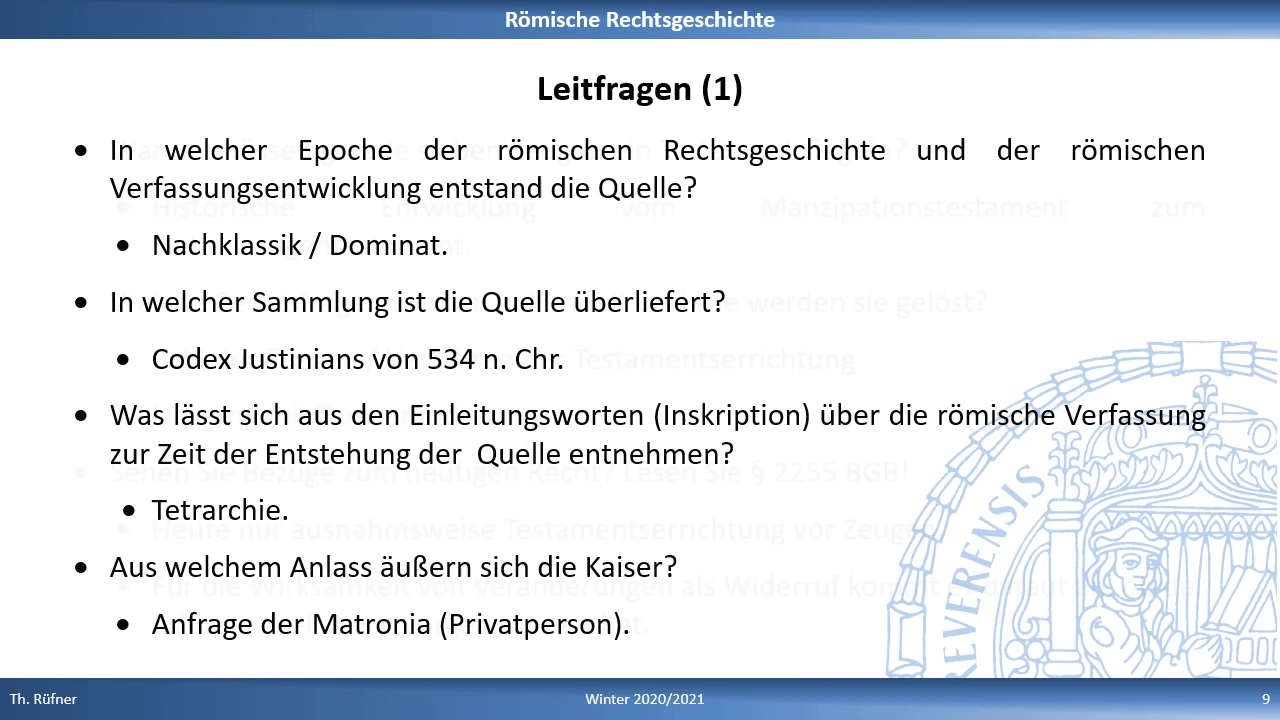 Römische Rechtsgeschichte
Leitfragen (1)
• In welcher Epoche der römischen Rechtsgeschichte und der römischen
Verfassungsentwicklung entstand die Quelle?
• Nachklassik / Dominat.
• In welcher Sammlung ist die Quelle überliefert?
• Codex Justinians von 534 n. Chr.
• Was lässt sich aus den Einleitungsworten (Inskription) über die römische Verfassung
zur Zeit der Entstehung der Quelle entnehmen?
• Tetrarchie.
• Aus welchem Anlass äußern sich die Kaiser?
• Anfrage der Matronia (Privatperson).
REVERENSIS
Th. Rüfner
Winter 2020/2021
9